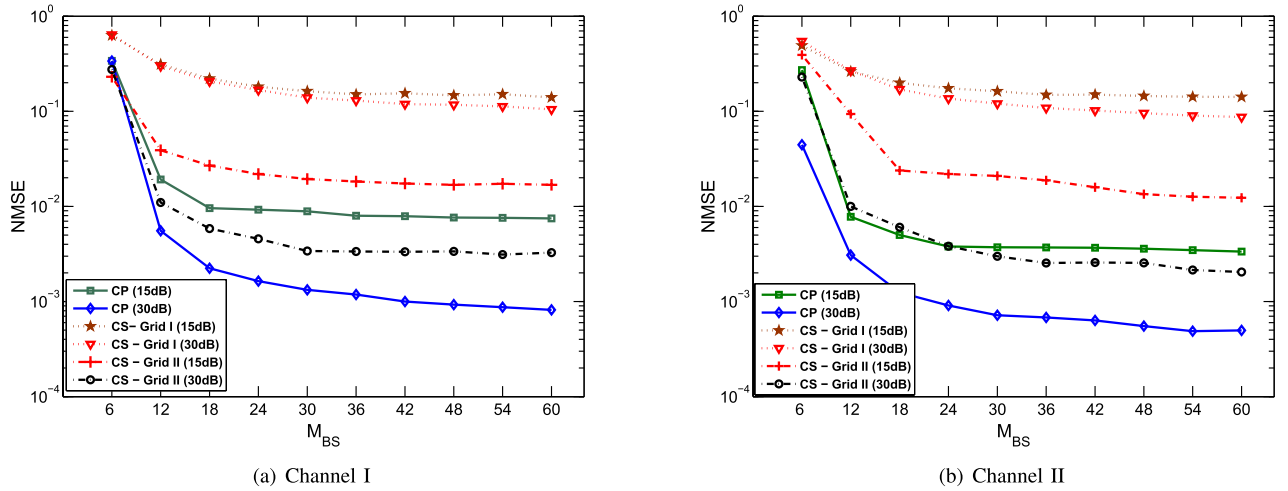 10^0
10^-1
10^-2
10^-3
10^-4
NMSE
CP (15dB)
CP (30dB)
CS− Grid I (15dB)
CS − Grid I (30dB)
CS − Grid II (15dB)
CS − Grid II (30dB)
6 12 18 24 30 36 42 48 54 60
M_BS
(a) Channel I
10^0
10^-1
10^-2
10^-3
10^-4
NMSE
CP (15dB)
CP (30dB)
CS − Grid I (15dB)
CS − Grid I (30dB)
CS − Grid II (15dB)
CS − Grid II (30dB)
6 12 18 24 30 36 42 48 54 60
M_BS
(b) Channel II